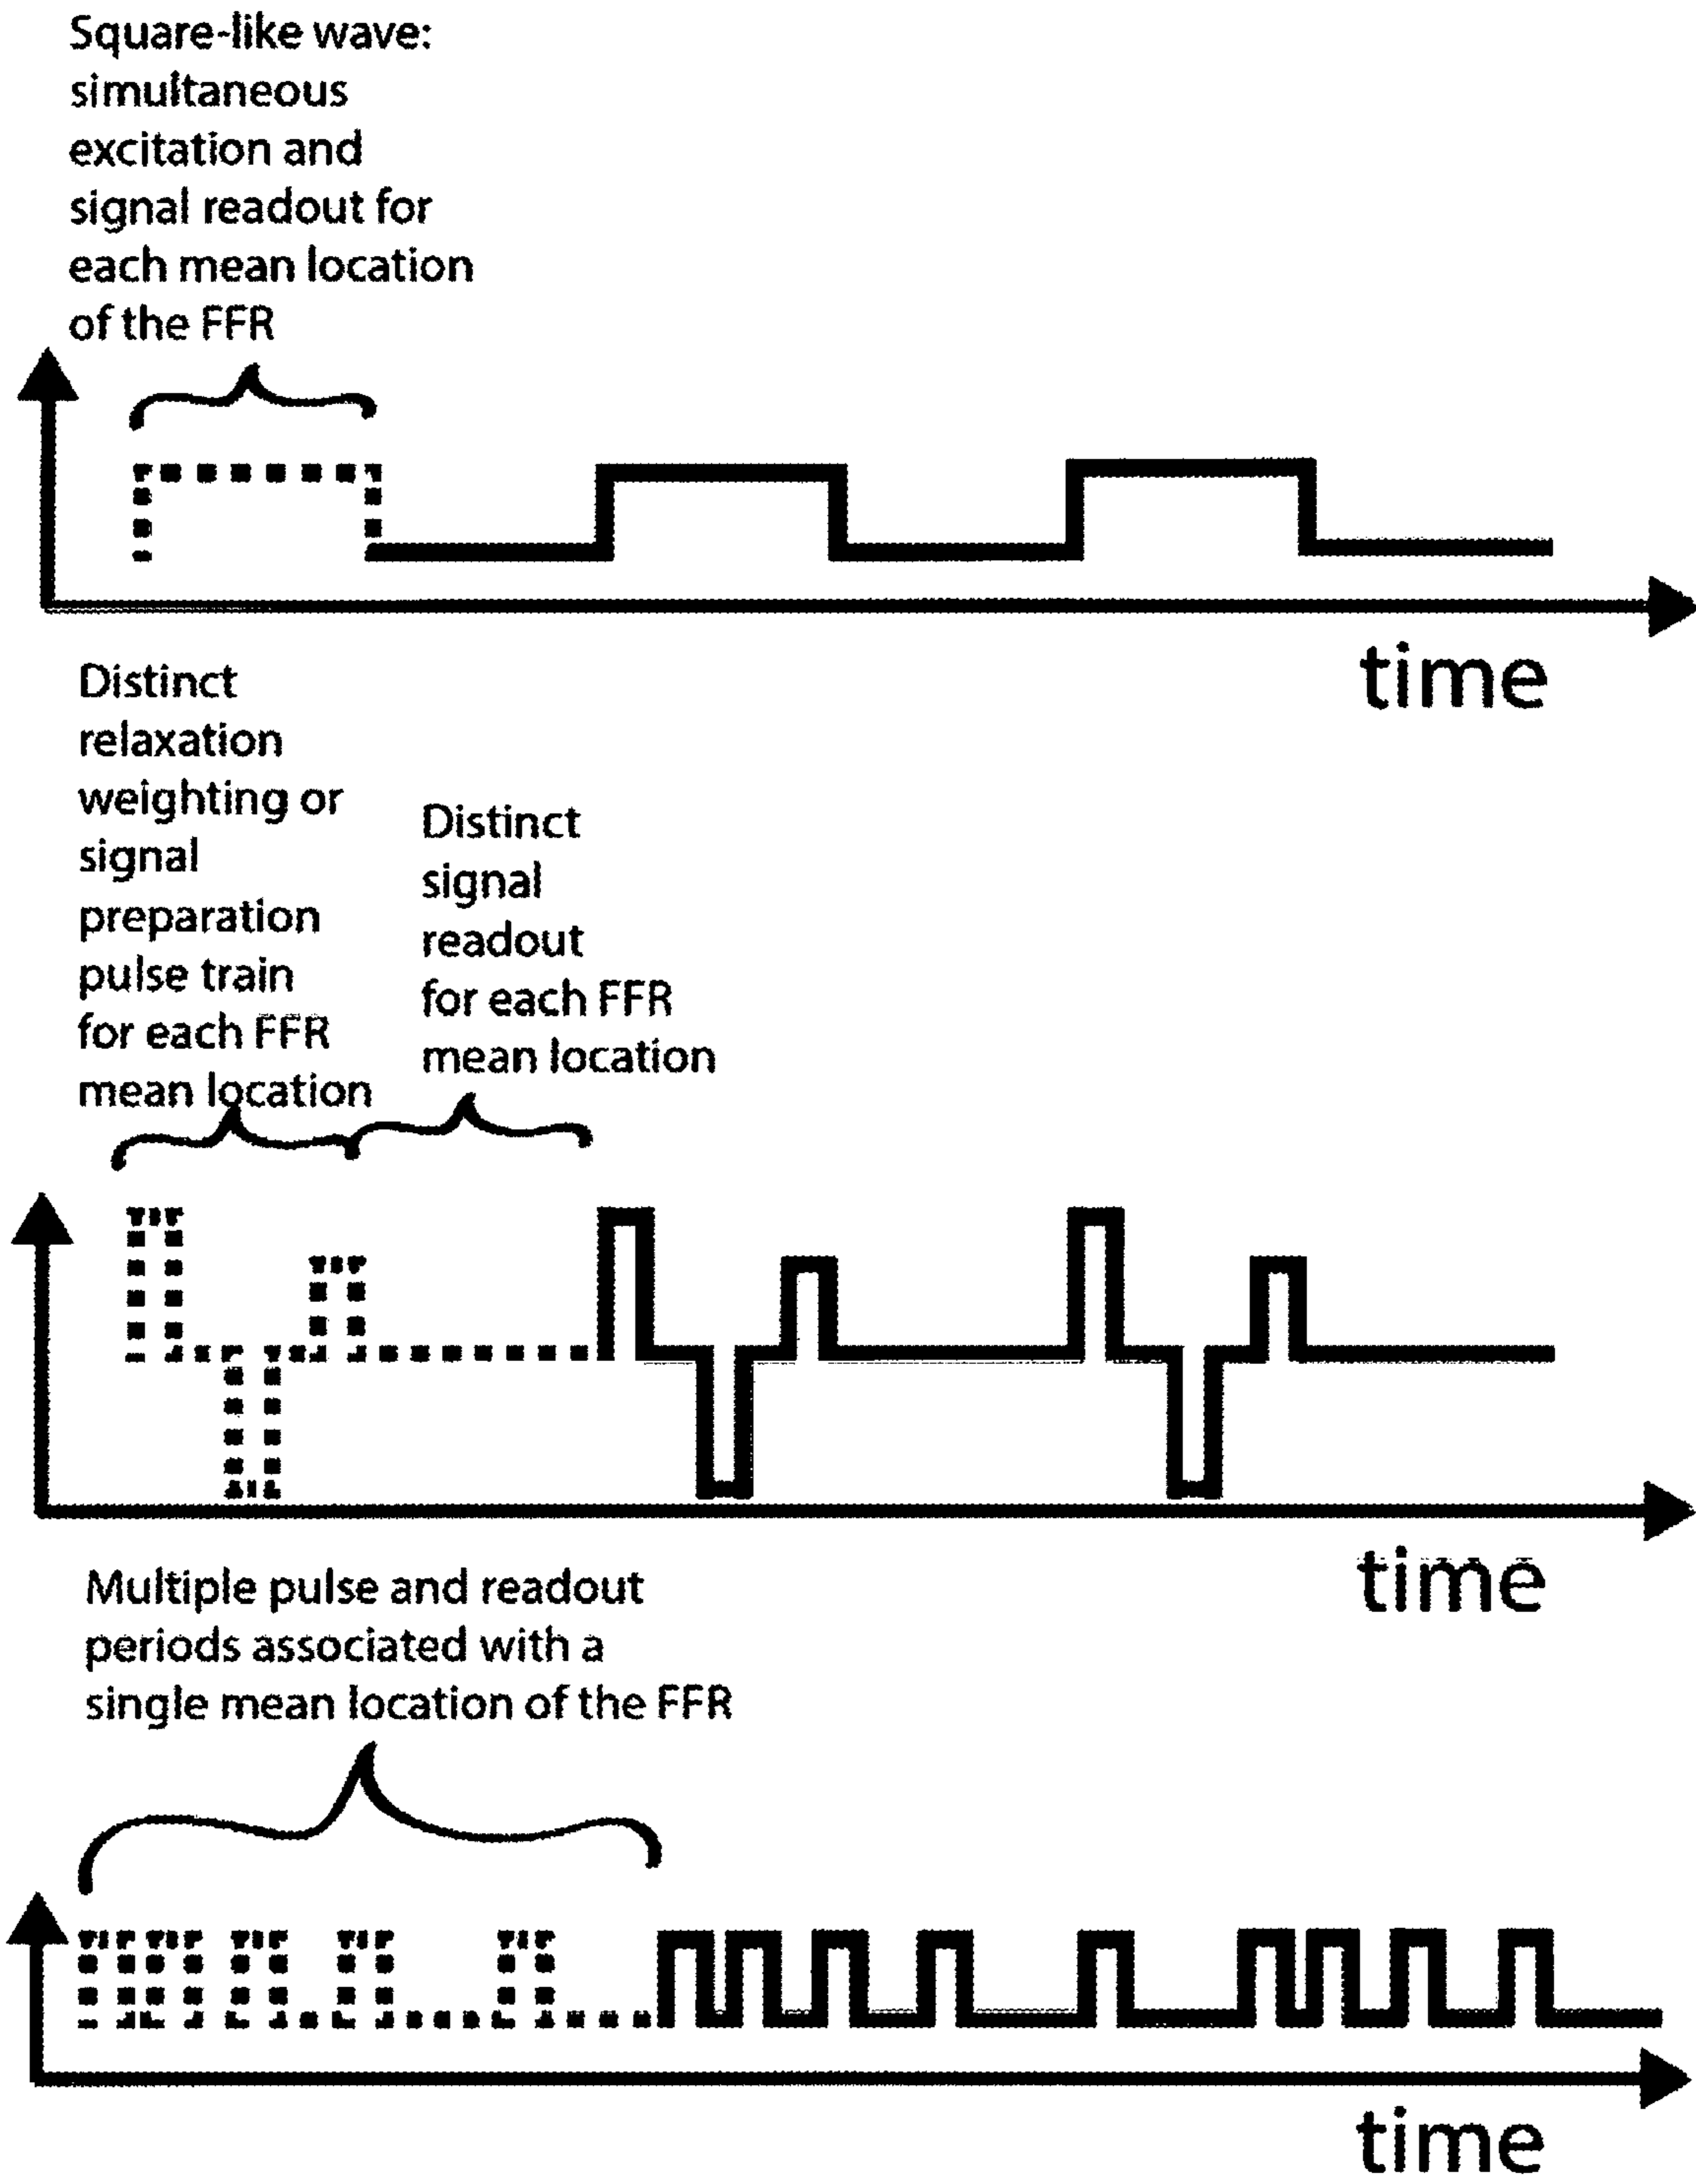 Square-like wave:
simultaneous
excitation and
signal readout for
each mean location
of the FFR
time
Distinct
relaxation
weighting or
signal
preparation
pulse train
for each FFR
mean location
Distinct
signal
readout
for each FFR
mean location
time
Multiple pulse and readout
periods associated with a
single mean location of the FFR
time